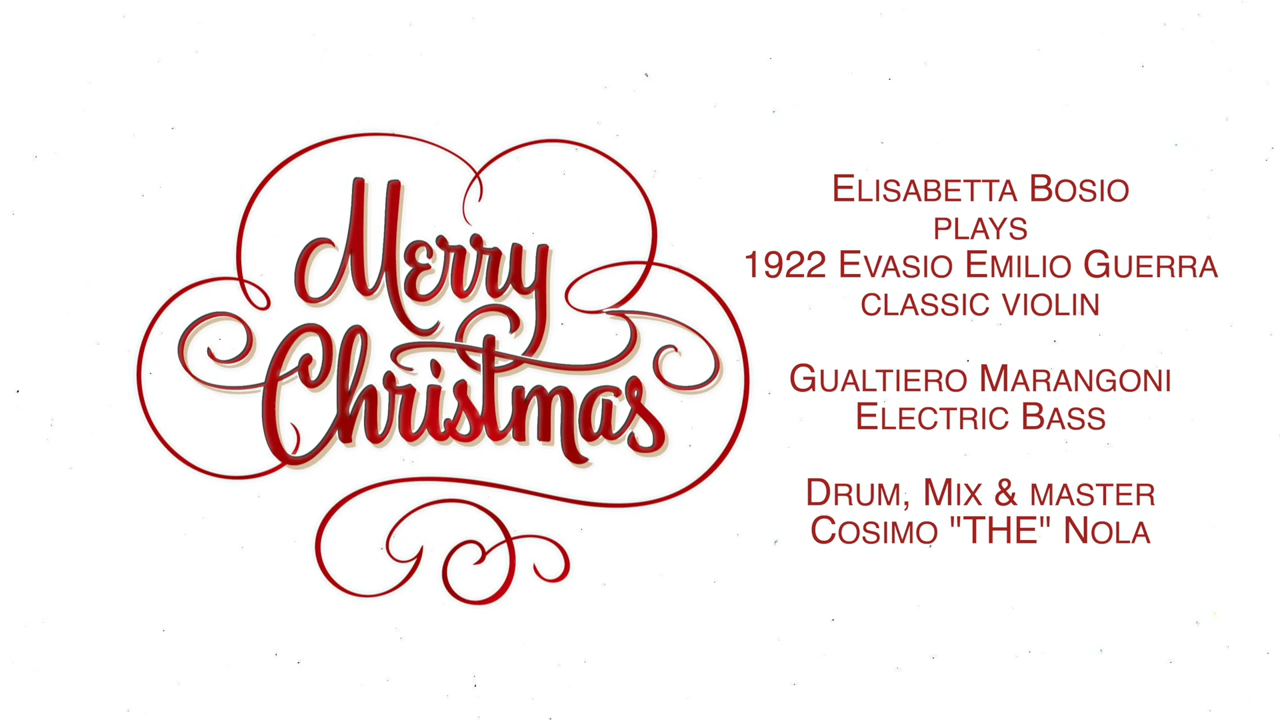 Merry
Christmas
Elisabetta Bosio
plays
1922 Evasio Emilio Guerra
classic violin
Gualtiero Marangoni
Electric Bass
Drum, Mix & master
Cosimo "THE" Nola